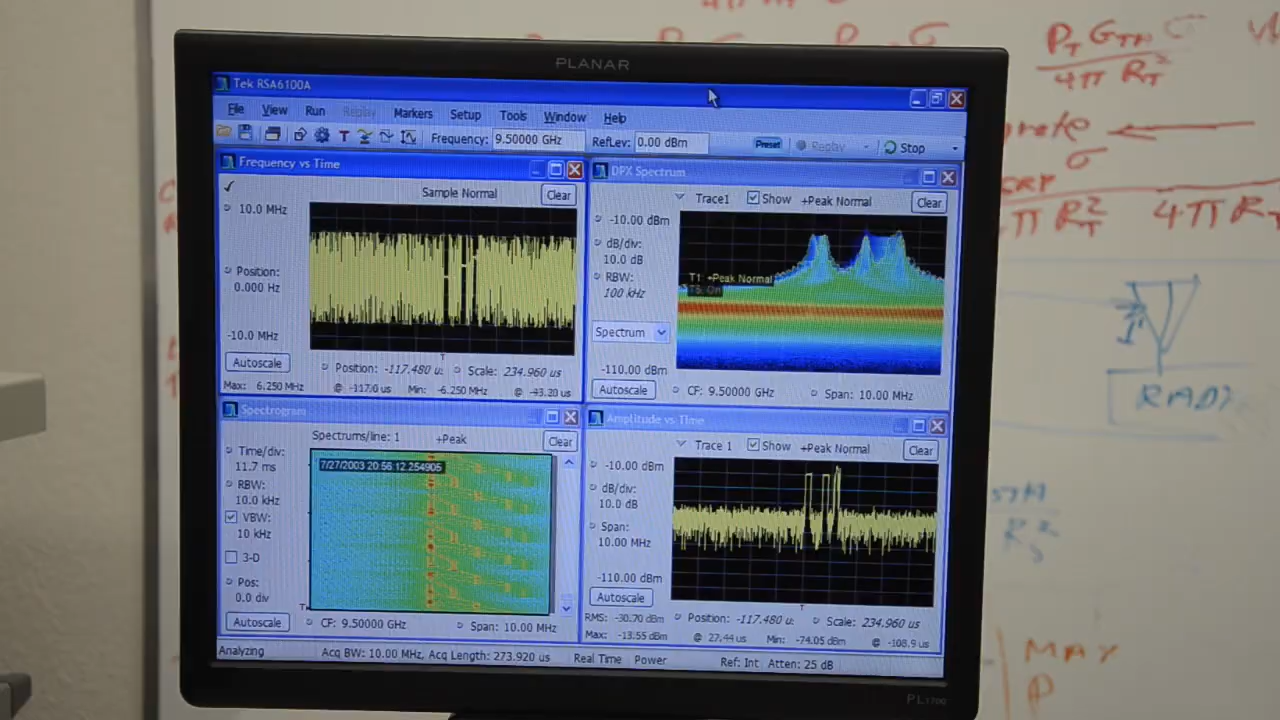 PLANAR
Tek RSA6100A
File View Run Replay Markers Setup Tools Window Help
Frequency: 9.50000 GHz RefLev: 0.00 dBm Preset Replay Stop
Frequency vs Time
Sample Normal Clear
10.0 MHz
Position:
0.000 Hz
-10.0 MHz
Autoscale
Position: -117.480 u: Scale: 234.960 us
Max: 6.250 MHz @ -117.0 us Min: -6.250 MHz @ -43.20 us
DPX Spectrum
Trace1 Show +Peak Normal Clear
-10.00 dBm
dB/div:
10.0 dB
RBW:
100 kHz
T1: +Peak Normal
Spectrum
-110.00 dBm
Autoscale
CF: 9.50000 GHz Span: 10.00 MHz
Spectrogram
Spectrums/line: 1 +Peak Clear
Time/div:
11.7 ms
RBW:
10.0 kHz
VBW:
10 kHz
3-D
Pos:
0.0 div
Autoscale
7/27/2003 20:56:12.254905
CF: 9.50000 GHz Span: 10.00 MHz
Amplitude vs Time
Trace 1 Show +Peak Normal Clear
-10.00 dBm
dB/div:
10.0 dB
Span:
10.00 MHz
-110.00 dBm
Autoscale
Position: -117.480 u: Scale: 234.960 us
RMS: -30.70 dBm
Max: -13.55 dBm @ 27.44 us Min: -74.05 dBm @ -108.9 us
Analyzing Acq BW: 10.00 MHz, Acq Length: 273.920 us Real Time Power Ref: Int Atten: 25 dB
PL1700
4π RT²
σ
MAX
P